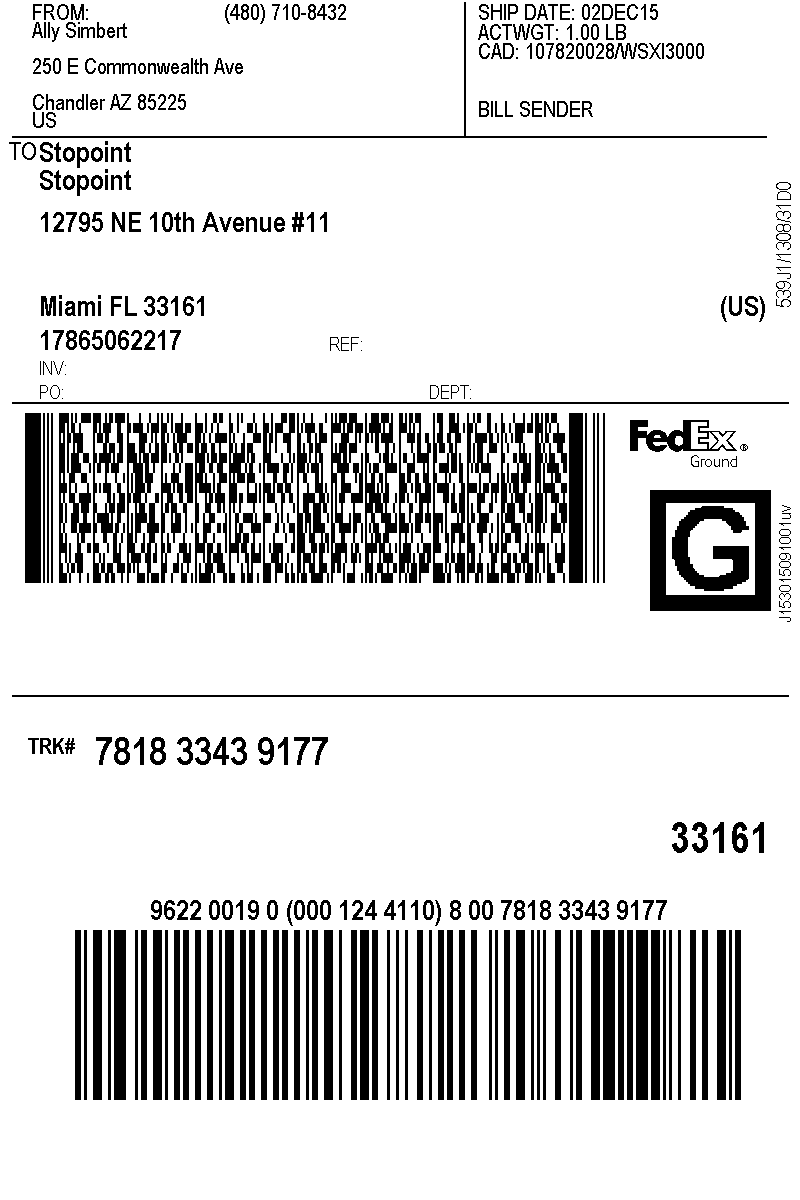 FROM: (480) 710-8432
Ally Simbert
250 E Commonwealth Ave
Chandler AZ 85225
US
SHIP DATE: 02DEC15
ACTWGT: 1.00 LB
CAD: 107820028/WSXI3000
BILL SENDER
TO Stopoint
Stopoint
12795 NE 10th Avenue #11
Miami FL 33161 (US)
17865062217 REF:
INV:
PO: DEPT:
539J1/1308/31D0
FedEx®
Ground
G
J153015091001uv
TRK# 7818 3343 9177
33161
9622 0019 0 (000 124 4110) 8 00 7818 3343 9177